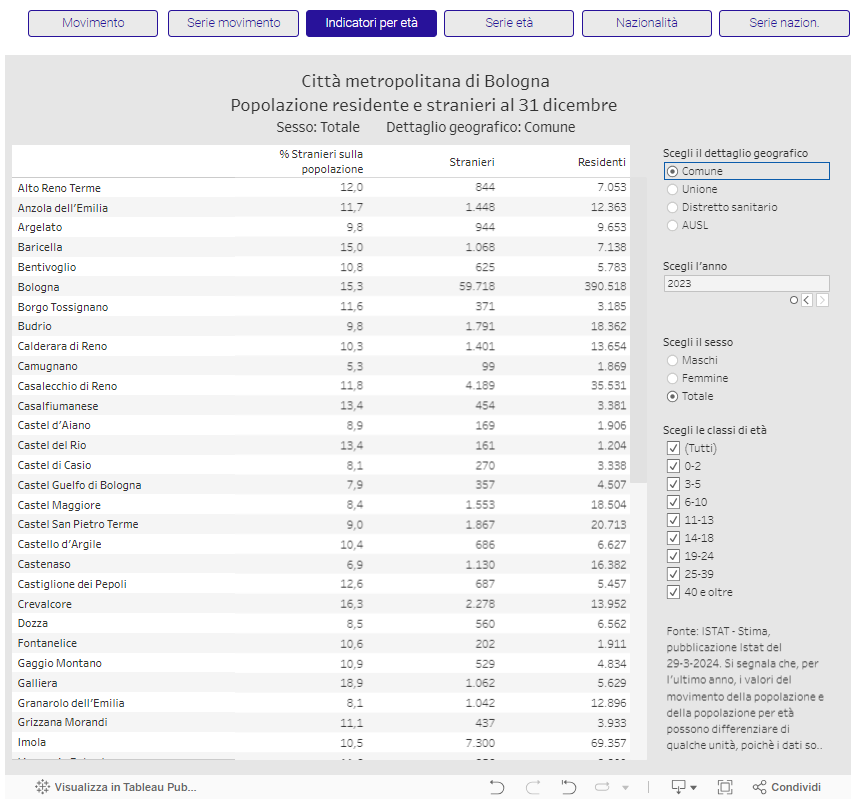 Movimento Serie movimento Indicatori per età Serie età Nazionalità Serie nazion.
Città metropolitana di Bologna
Popolazione residente e stranieri al 31 dicembre
Sesso: Totale Dettaglio geografico: Comune
% Stranieri sulla
popolazione Stranieri Residenti
Alto Reno Terme 12,0 844 7.053
Anzola dell'Emilia 11,7 1.448 12.363
Argelato 9,8 944 9.653
Baricella 15,0 1.068 7.138
Bentivoglio 10,8 625 5.783
Bologna 15,3 59.718 390.518
Borgo Tossignano 11,6 371 3.185
Budrio 9,8 1.791 18.362
Calderara di Reno 10,3 1.401 13.654
Camugnano 5,3 99 1.869
Casalecchio di Reno 11,8 4.189 35.531
Casalfiumanese 13,4 454 3.381
Castel d'Aiano 8,9 169 1.906
Castel del Rio 13,4 161 1.204
Castel di Casio 8,1 270 3.338
Castel Guelfo di Bologna 7,9 357 4.507
Castel Maggiore 8,4 1.553 18.504
Castel San Pietro Terme 9,0 1.867 20.713
Castello d'Argile 10,4 686 6.627
Castenaso 6,9 1.130 16.382
Castiglione dei Pepoli 12,6 687 5.457
Crevalcore 16,3 2.278 13.952
Dozza 8,5 560 6.562
Fontanelice 10,6 202 1.911
Gaggio Montano 10,9 529 4.834
Galliera 18,9 1.062 5.629
Granarolo dell'Emilia 8,1 1.042 12.896
Grizzana Morandi 11,1 437 3.933
Imola 10,5 7.300 69.357
Scegli il dettaglio geografico
Comune
Unione
Distretto sanitario
AUSL
Scegli l'anno
2023
Scegli il sesso
Maschi
Femmine
Totale
Scegli le classi di età
(Tutti)
0-2
3-5
6-10
11-13
14-18
19-24
25-39
40 e oltre
Fonte: ISTAT - Stima,
pubblicazione Istat del
29-3-2024. Si segnala che, per
l'ultimo anno, i valori del
movimento della popolazione e
della popolazione per età
possono differenziare di
qualche unità, poichè i dati so..
Visualizza in Tableau Pub... Condividi